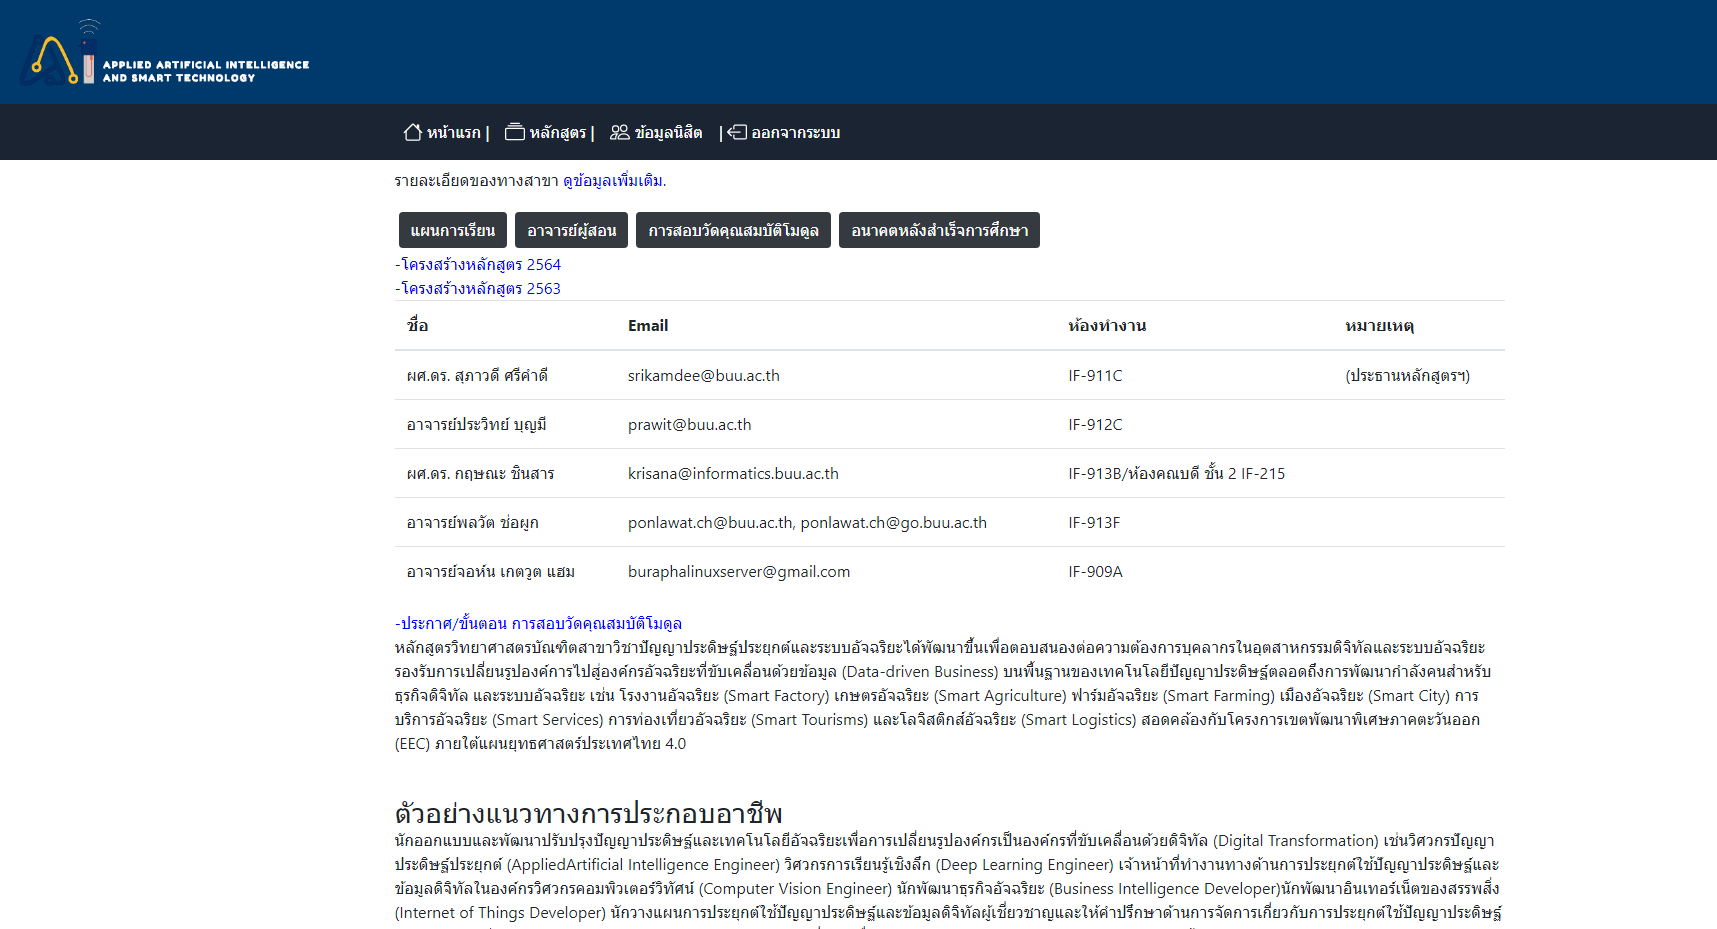 APPLIED ARTIFICIAL INTELLIGENCE
AND SMART TECHNOLOGY
หน้าแรก | หลักสูตร | ข้อมูลนิสิต | ออกจากระบบ
รายละเอียดของทางสาขา ดูข้อมูลเพิ่มเติม.
แผนการเรียน อาจารย์ผู้สอน การสอบวัดคุณสมบัติโมดูล อนาคตหลังสำเร็จการศึกษา
-โครงสร้างหลักสูตร 2564
-โครงสร้างหลักสูตร 2563
ชื่อ Email ห้องทำงาน หมายเหตุ
ผศ.ดร. สุภาวดี ศรีคำดี srikamdee@buu.ac.th IF-911C (ประธานหลักสูตรฯ)
อาจารย์ประวิทย์ บุญมี prawit@buu.ac.th IF-912C
ผศ.ดร. กฤษณะ ชินสาร krisana@informatics.buu.ac.th IF-913B/ห้องคณบดี ชั้น 2 IF-215
อาจารย์พลวัต ช่อผูก ponlawat.ch@buu.ac.th, ponlawat.ch@go.buu.ac.th IF-913F
อาจารย์จอห์น เกตวูต แฮม buraphalinuxserver@gmail.com IF-909A
-ประกาศ/ขั้นตอน การสอบวัดคุณสมบัติโมดูล
หลักสูตรวิทยาศาสตรบัณฑิตสาขาวิชาปัญญาประดิษฐ์ประยุกต์และระบบอัจฉริยะได้พัฒนาขึ้นเพื่อตอบสนองต่อความต้องการบุคลากรในอุตสาหกรรมดิจิทัลและระบบอัจฉริยะ
รองรับการเปลี่ยนรูปองค์การไปสู่องค์กรอัจฉริยะที่ขับเคลื่อนด้วยข้อมูล (Data-driven Business) บนพื้นฐานของเทคโนโลยีปัญญาประดิษฐ์ตลอดถึงการพัฒนากำลังคนสำหรับ
ธุรกิจดิจิทัล และระบบอัจฉริยะ เช่น โรงงานอัจฉริยะ (Smart Factory) เกษตรอัจฉริยะ (Smart Agriculture) ฟาร์มอัจฉริยะ (Smart Farming) เมืองอัจฉริยะ (Smart City) การ
บริการอัจฉริยะ (Smart Services) การท่องเที่ยวอัจฉริยะ (Smart Tourisms) และโลจิสติกส์อัจฉริยะ (Smart Logistics) สอดคล้องกับโครงการเขตพัฒนาพิเศษภาคตะวันออก
(EEC) ภายใต้แผนยุทธศาสตร์ประเทศไทย 4.0
ตัวอย่างแนวทางการประกอบอาชีพ
นักออกแบบและพัฒนาปรับปรุงปัญญาประดิษฐ์และเทคโนโลยีอัจฉริยะเพื่อการเปลี่ยนรูปองค์กรเป็นองค์กรที่ขับเคลื่อนด้วยดิจิทัล (Digital Transformation) เช่นวิศวกรปัญญา
ประดิษฐ์ประยุกต์ (AppliedArtificial Intelligence Engineer) วิศวกรการเรียนรู้เชิงลึก (Deep Learning Engineer) เจ้าหน้าที่ทำงานทางด้านการประยุกต์ใช้ปัญญาประดิษฐ์และ
ข้อมูลดิจิทัลในองค์กรวิศวกรคอมพิวเตอร์วิทัศน์ (Computer Vision Engineer) นักพัฒนาธุรกิจอัจฉริยะ (Business Intelligence Developer)นักพัฒนาอินเทอร์เน็ตของสรรพสิ่ง
(Internet of Things Developer) นักวางแผนการประยุกต์ใช้ปัญญาประดิษฐ์และข้อมูลดิจิทัลผู้เชี่ยวชาญและให้คำปรึกษาด้านการจัดการเกี่ยวกับการประยุกต์ใช้ปัญญาประดิษฐ์